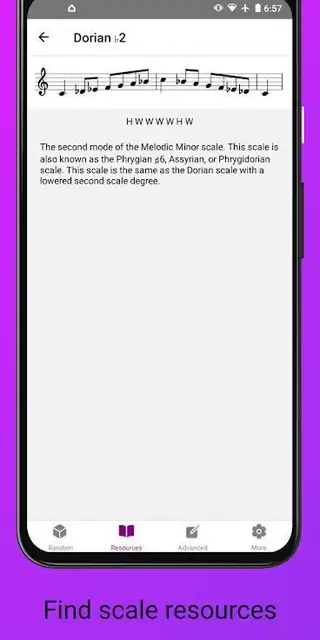 6:57
Dorian ♭2
H W W W W H W
The second mode of the Melodic Minor scale. This scale is
also known as the Phrygian ♯6, Assyrian, or Phrygidorian
scale. This scale is the same as the Dorian scale with a
lowered second scale degree.
Random Resources Advanced More
Find scale resources